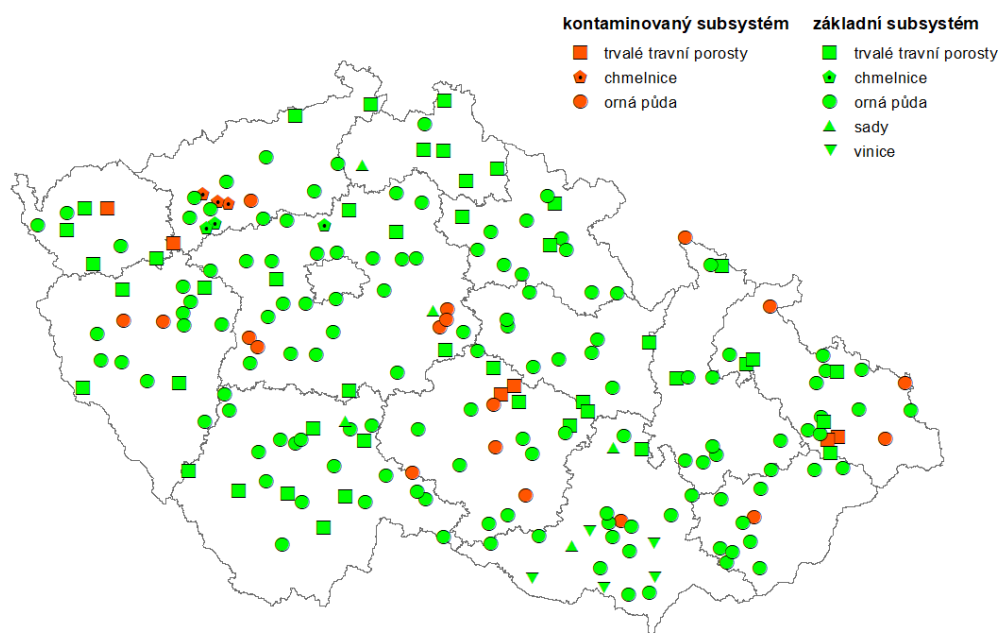 kontaminovaný subsystém
trvalé travní porosty
chmelnice
orná půda
základní subsystém
trvalé travní porosty
chmelnice
orná půda
sady
vinice